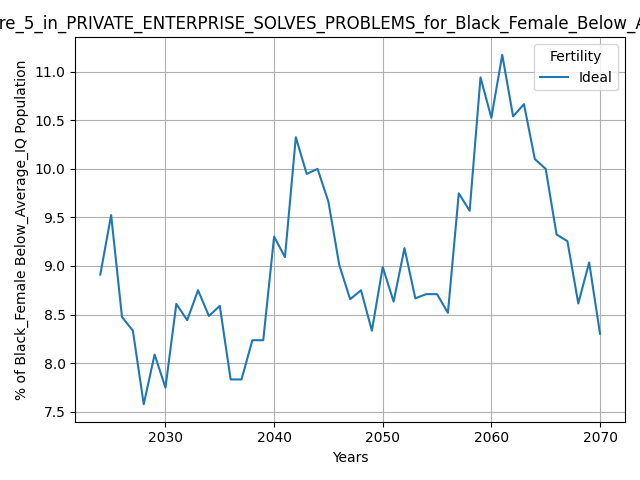 re_5_in_PRIVATE_ENTERPRISE_SOLVES_PROBLEMS_for_Black_Female_Below_A
Fertility
Ideal
% of Black_Female Below_Average_IQ Population
11.0
10.5
10.0
9.5
9.0
8.5
8.0
7.5
2030 2040 2050 2060 2070
Years